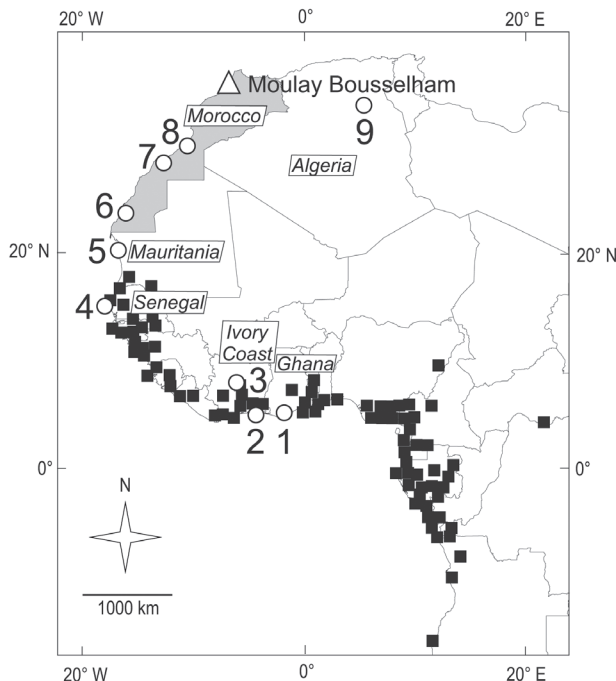 20° W 0° 20° E
Moulay Bousselham
Morocco
8
9
7
Algeria
6
20° N
5
Mauritania
20° N
4
Senegal
Ivory
Coast
Ghana
3
2
1
0°
0°
N
1000 km
20° W 0° 20° E